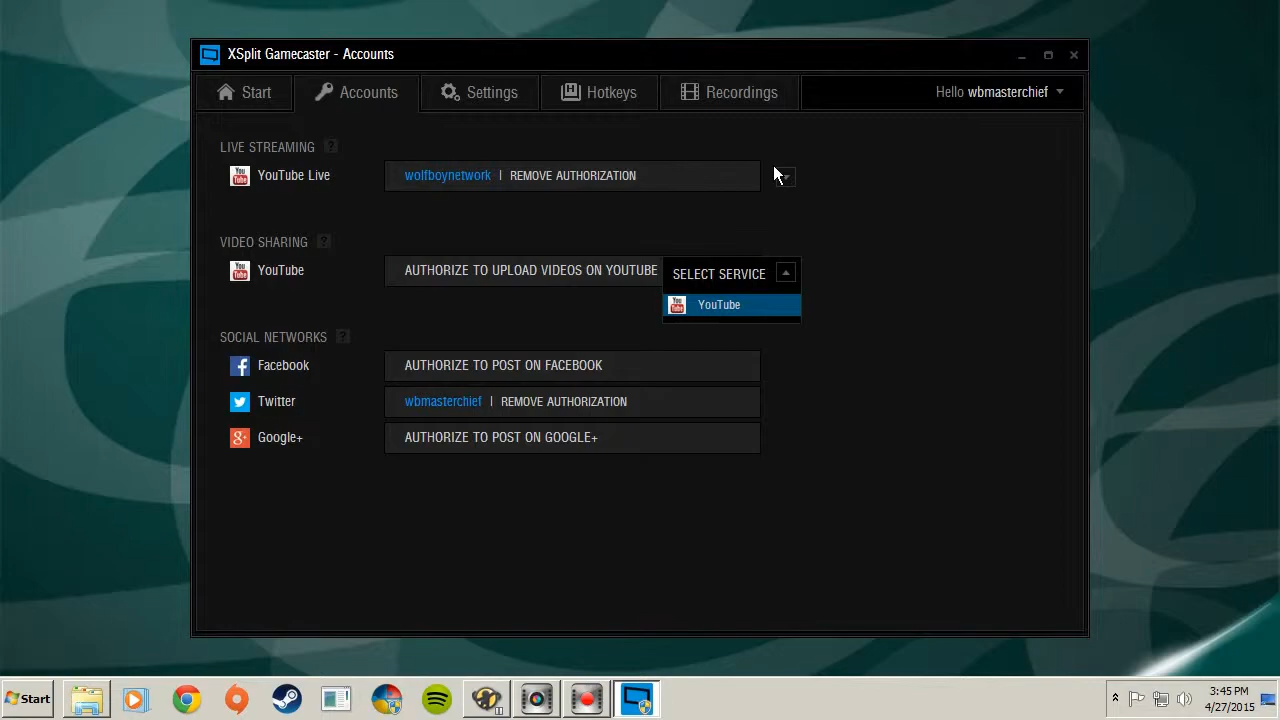 XSplit Gamecaster - Accounts
Start
Accounts
Settings
Hotkeys
Recordings
Hello wbmasterchief
LIVE STREAMING ?
YouTube Live
wolfboynetwork | REMOVE AUTHORIZATION
VIDEO SHARING ?
YouTube
AUTHORIZE TO UPLOAD VIDEOS ON YOUTUBE
SELECT SERVICE
YouTube
SOCIAL NETWORKS ?
Facebook
AUTHORIZE TO POST ON FACEBOOK
Twitter
wbmasterchief | REMOVE AUTHORIZATION
Google+
AUTHORIZE TO POST ON GOOGLE+
Start
3:45 PM
4/27/2015